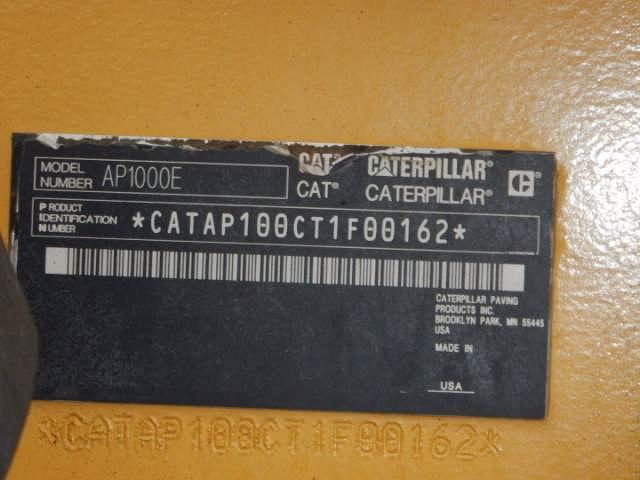 CAT CATERPILLAR
MODEL NUMBER AP1000E
CAT® CATERPILLAR®
PRODUCT IDENTIFICATION NUMBER *CATAP100CT1F00162*
CATERPILLAR PAVING
PRODUCTS INC.
BROOKLYN PARK, MN 55445
USA
MADE IN
USA
*CATAP100CT1F00162*